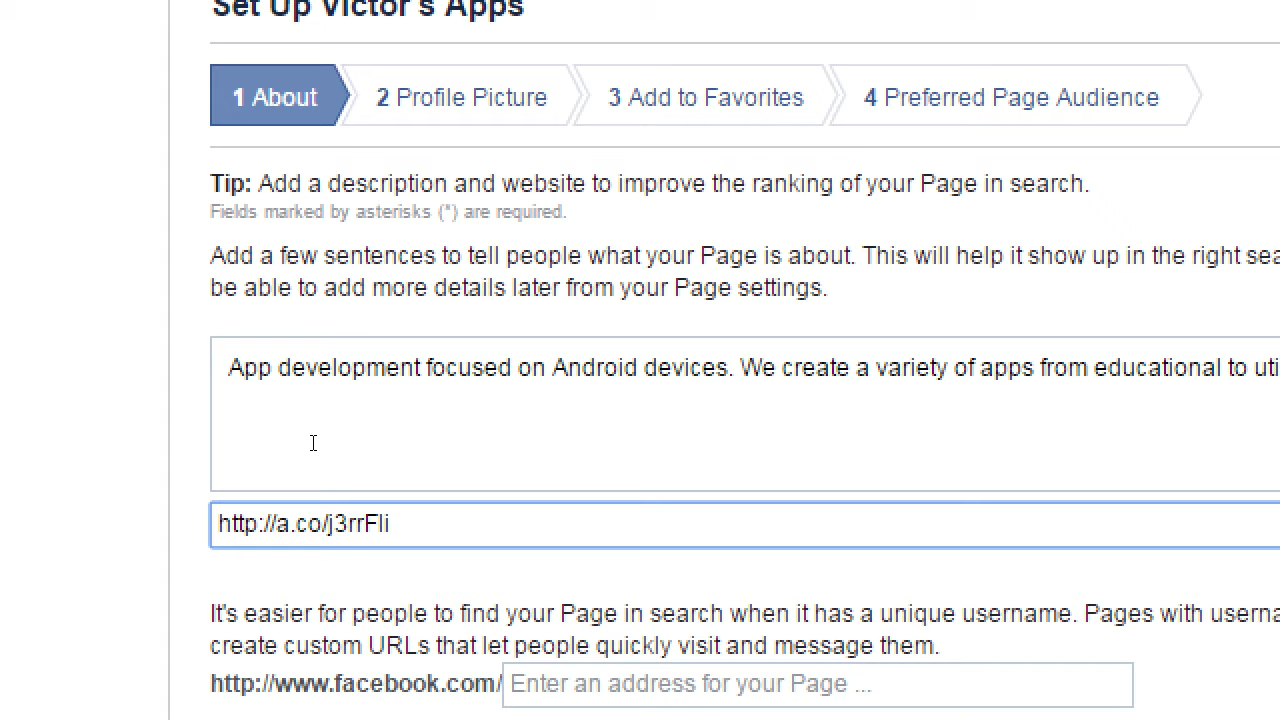 Set Up Victor's Apps
1 About 2 Profile Picture 3 Add to Favorites 4 Preferred Page Audience
Tip: Add a description and website to improve the ranking of your Page in search.
Fields marked by asterisks (*) are required.
Add a few sentences to tell people what your Page is about. This will help it show up in the right
be able to add more details later from your Page settings.
App development focused on Android devices. We create a variety of apps from educational to
http://a.co/j3rrFli
It's easier for people to find your Page in search when it has a unique username. Pages with
create custom URLs that let people quickly visit and message them.
http://www.facebook.com/ Enter an address for your Page ...